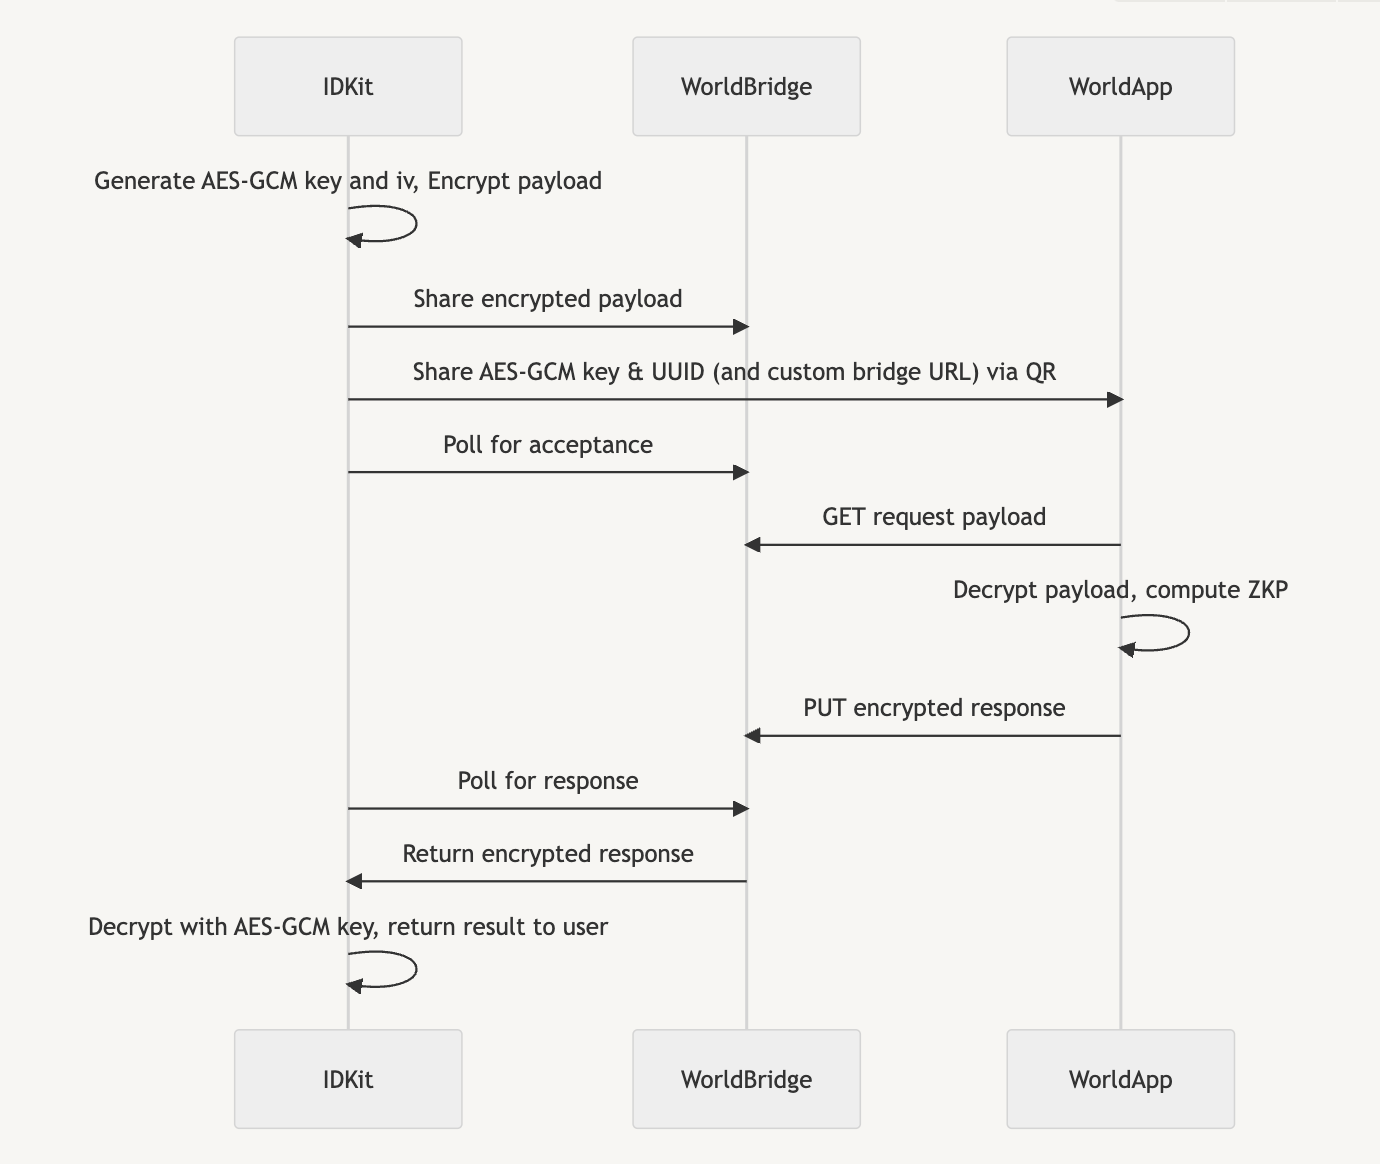 IDKit
WorldBridge
WorldApp
Generate AES-GCM key and iv, Encrypt payload
Share encrypted payload
Share AES-GCM key & UUID (and custom bridge URL) via QR
Poll for acceptance
GET request payload
Decrypt payload, compute ZKP
PUT encrypted response
Poll for response
Return encrypted response
Decrypt with AES-GCM key, return result to user
IDKit
WorldBridge
WorldApp